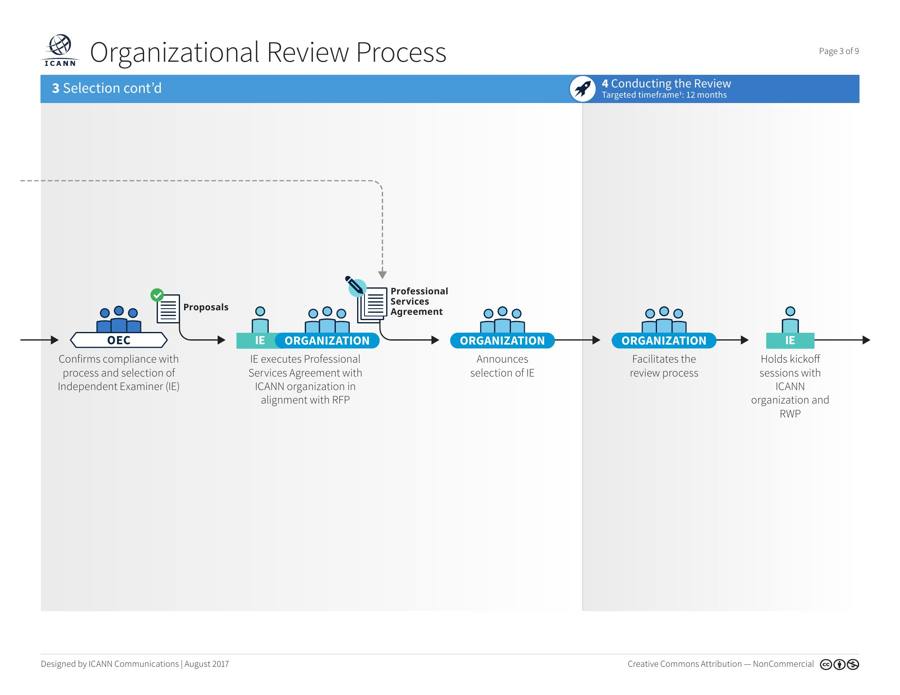 ICANN
Organizational Review Process
Page 3 of 9
3 Selection cont’d
4 Conducting the Review
Targeted timeframe¹: 12 months
Proposals
Professional
Services
Agreement
OEC
IE
ORGANIZATION
ORGANIZATION
ORGANIZATION
IE
Confirms compliance with
process and selection of
Independent Examiner (IE)
IE executes Professional
Services Agreement with
ICANN organization in
alignment with RFP
Announces
selection of IE
Facilitates the
review process
Holds kickoff
sessions with
ICANN
organization and
RWP
Designed by ICANN Communications | August 2017
Creative Commons Attribution — NonCommercial